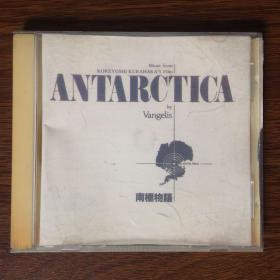 Music from
KOREYOSHI KURAHARA'S Film
ANTARCTICA
by
Vangelis
南極物語